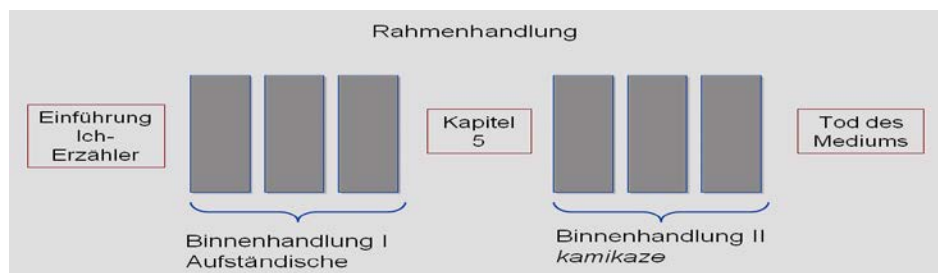 Rahmenhandlung
Einführung
Ich-
Erzähler
Kapitel
5
Tod des
Mediums
Binnenhandlung I
Aufständische
Binnenhandlung II
kamikaze